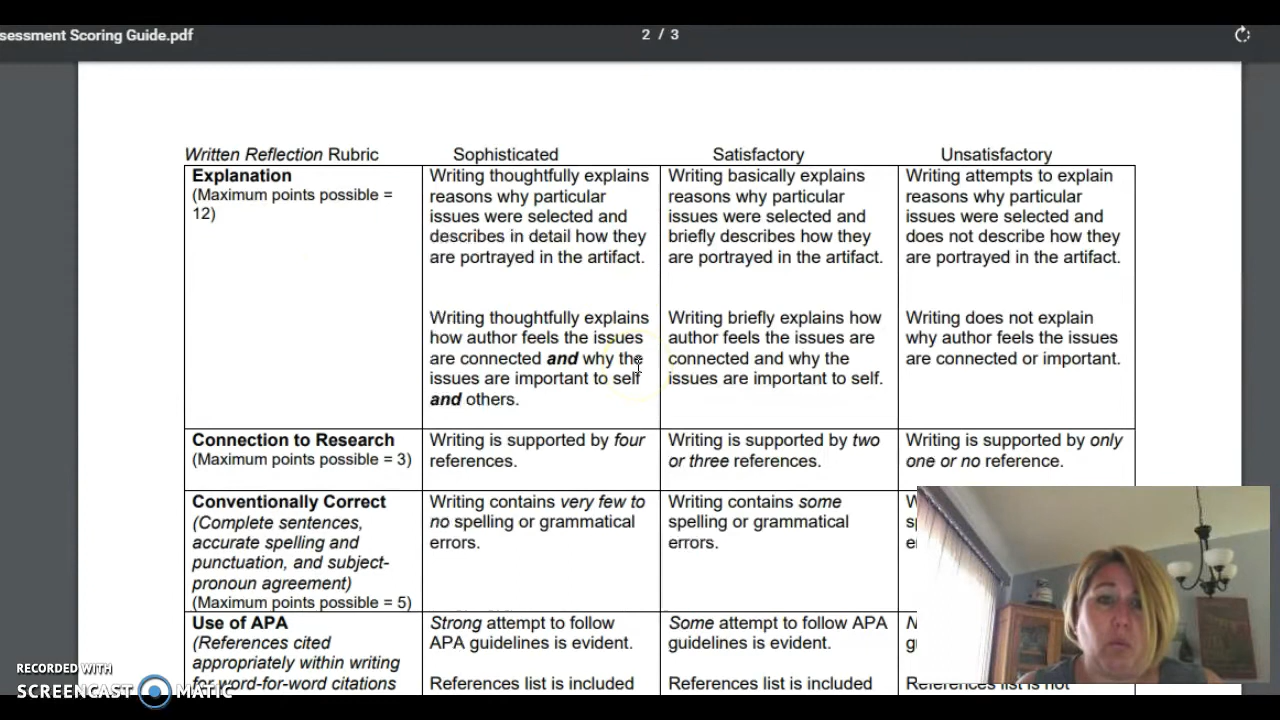 sessment Scoring Guide.pdf
2 / 3
Written Reflection Rubric
Sophisticated
Satisfactory
Unsatisfactory
Explanation
(Maximum points possible =
12)
Writing thoughtfully explains
reasons why particular
issues were selected and
describes in detail how they
are portrayed in the artifact.
Writing thoughtfully explains
how author feels the issues
are connected and why the
issues are important to self
and others.
Writing basically explains
reasons why particular
issues were selected and
briefly describes how they
are portrayed in the artifact.
Writing briefly explains how
author feels the issues are
connected and why the
issues are important to self.
Writing attempts to explain
reasons why particular
issues were selected and
does not describe how they
are portrayed in the artifact.
Writing does not explain
why author feels the issues
are connected or important.
Connection to Research
(Maximum points possible = 3)
Writing is supported by four
references.
Writing is supported by two
or three references.
Writing is supported by only
one or no reference.
Conventionally Correct
(Complete sentences,
accurate spelling and
punctuation, and subject-
pronoun agreement)
(Maximum points possible = 5)
Writing contains very few to
no spelling or grammatical
errors.
Writing contains some
spelling or grammatical
errors.
Use of APA
(References cited
appropriately within writing
for word-for-word citations
Strong attempt to follow
APA guidelines is evident.
References list is included
Some attempt to follow APA
guidelines is evident.
References list is included
References list is not
RECORDED WITH
SCREENCAST MATIC